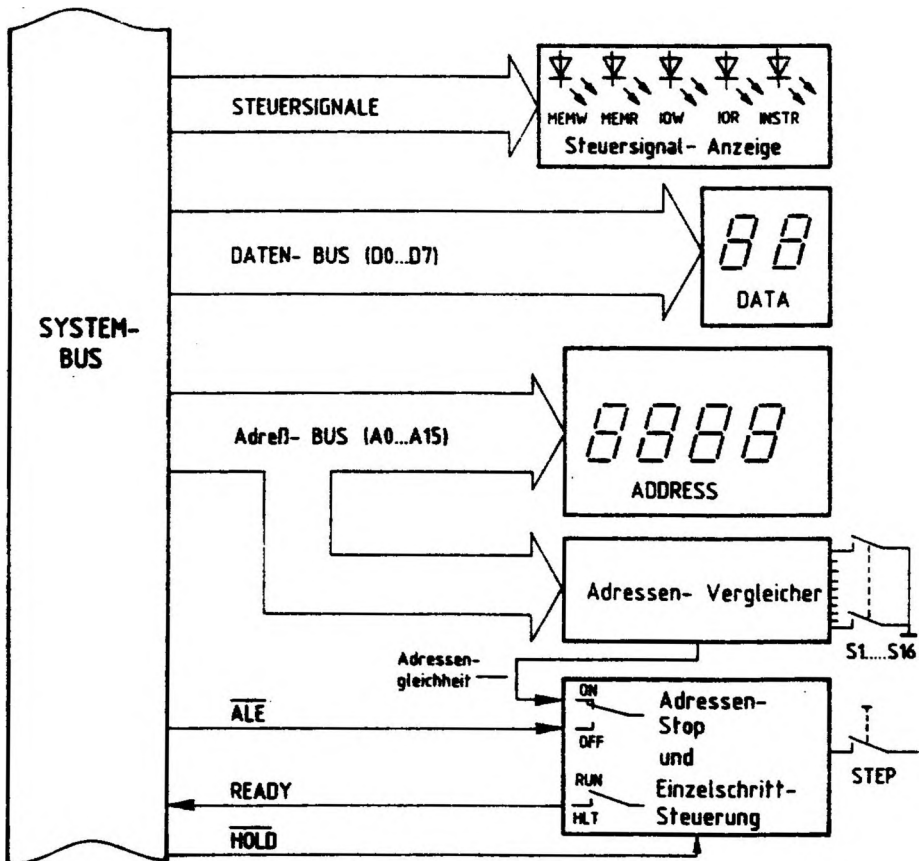 STEUERSIGNALE
MEMW MEMR IOW IOR INSTR
Steuersignal- Anzeige
DATEN- BUS (D0...D7)
88
DATA
SYSTEM-
BUS
Adreß- BUS (A0...A15)
8888
ADDRESS
Adressen- Vergleicher
S1....S16
Adressen-
gleichheit
ON
OFF
Adressen-
Stop
und
Einzelschritt-
Steuerung
RUN
HLT
STEP
ALE
READY
HOLD